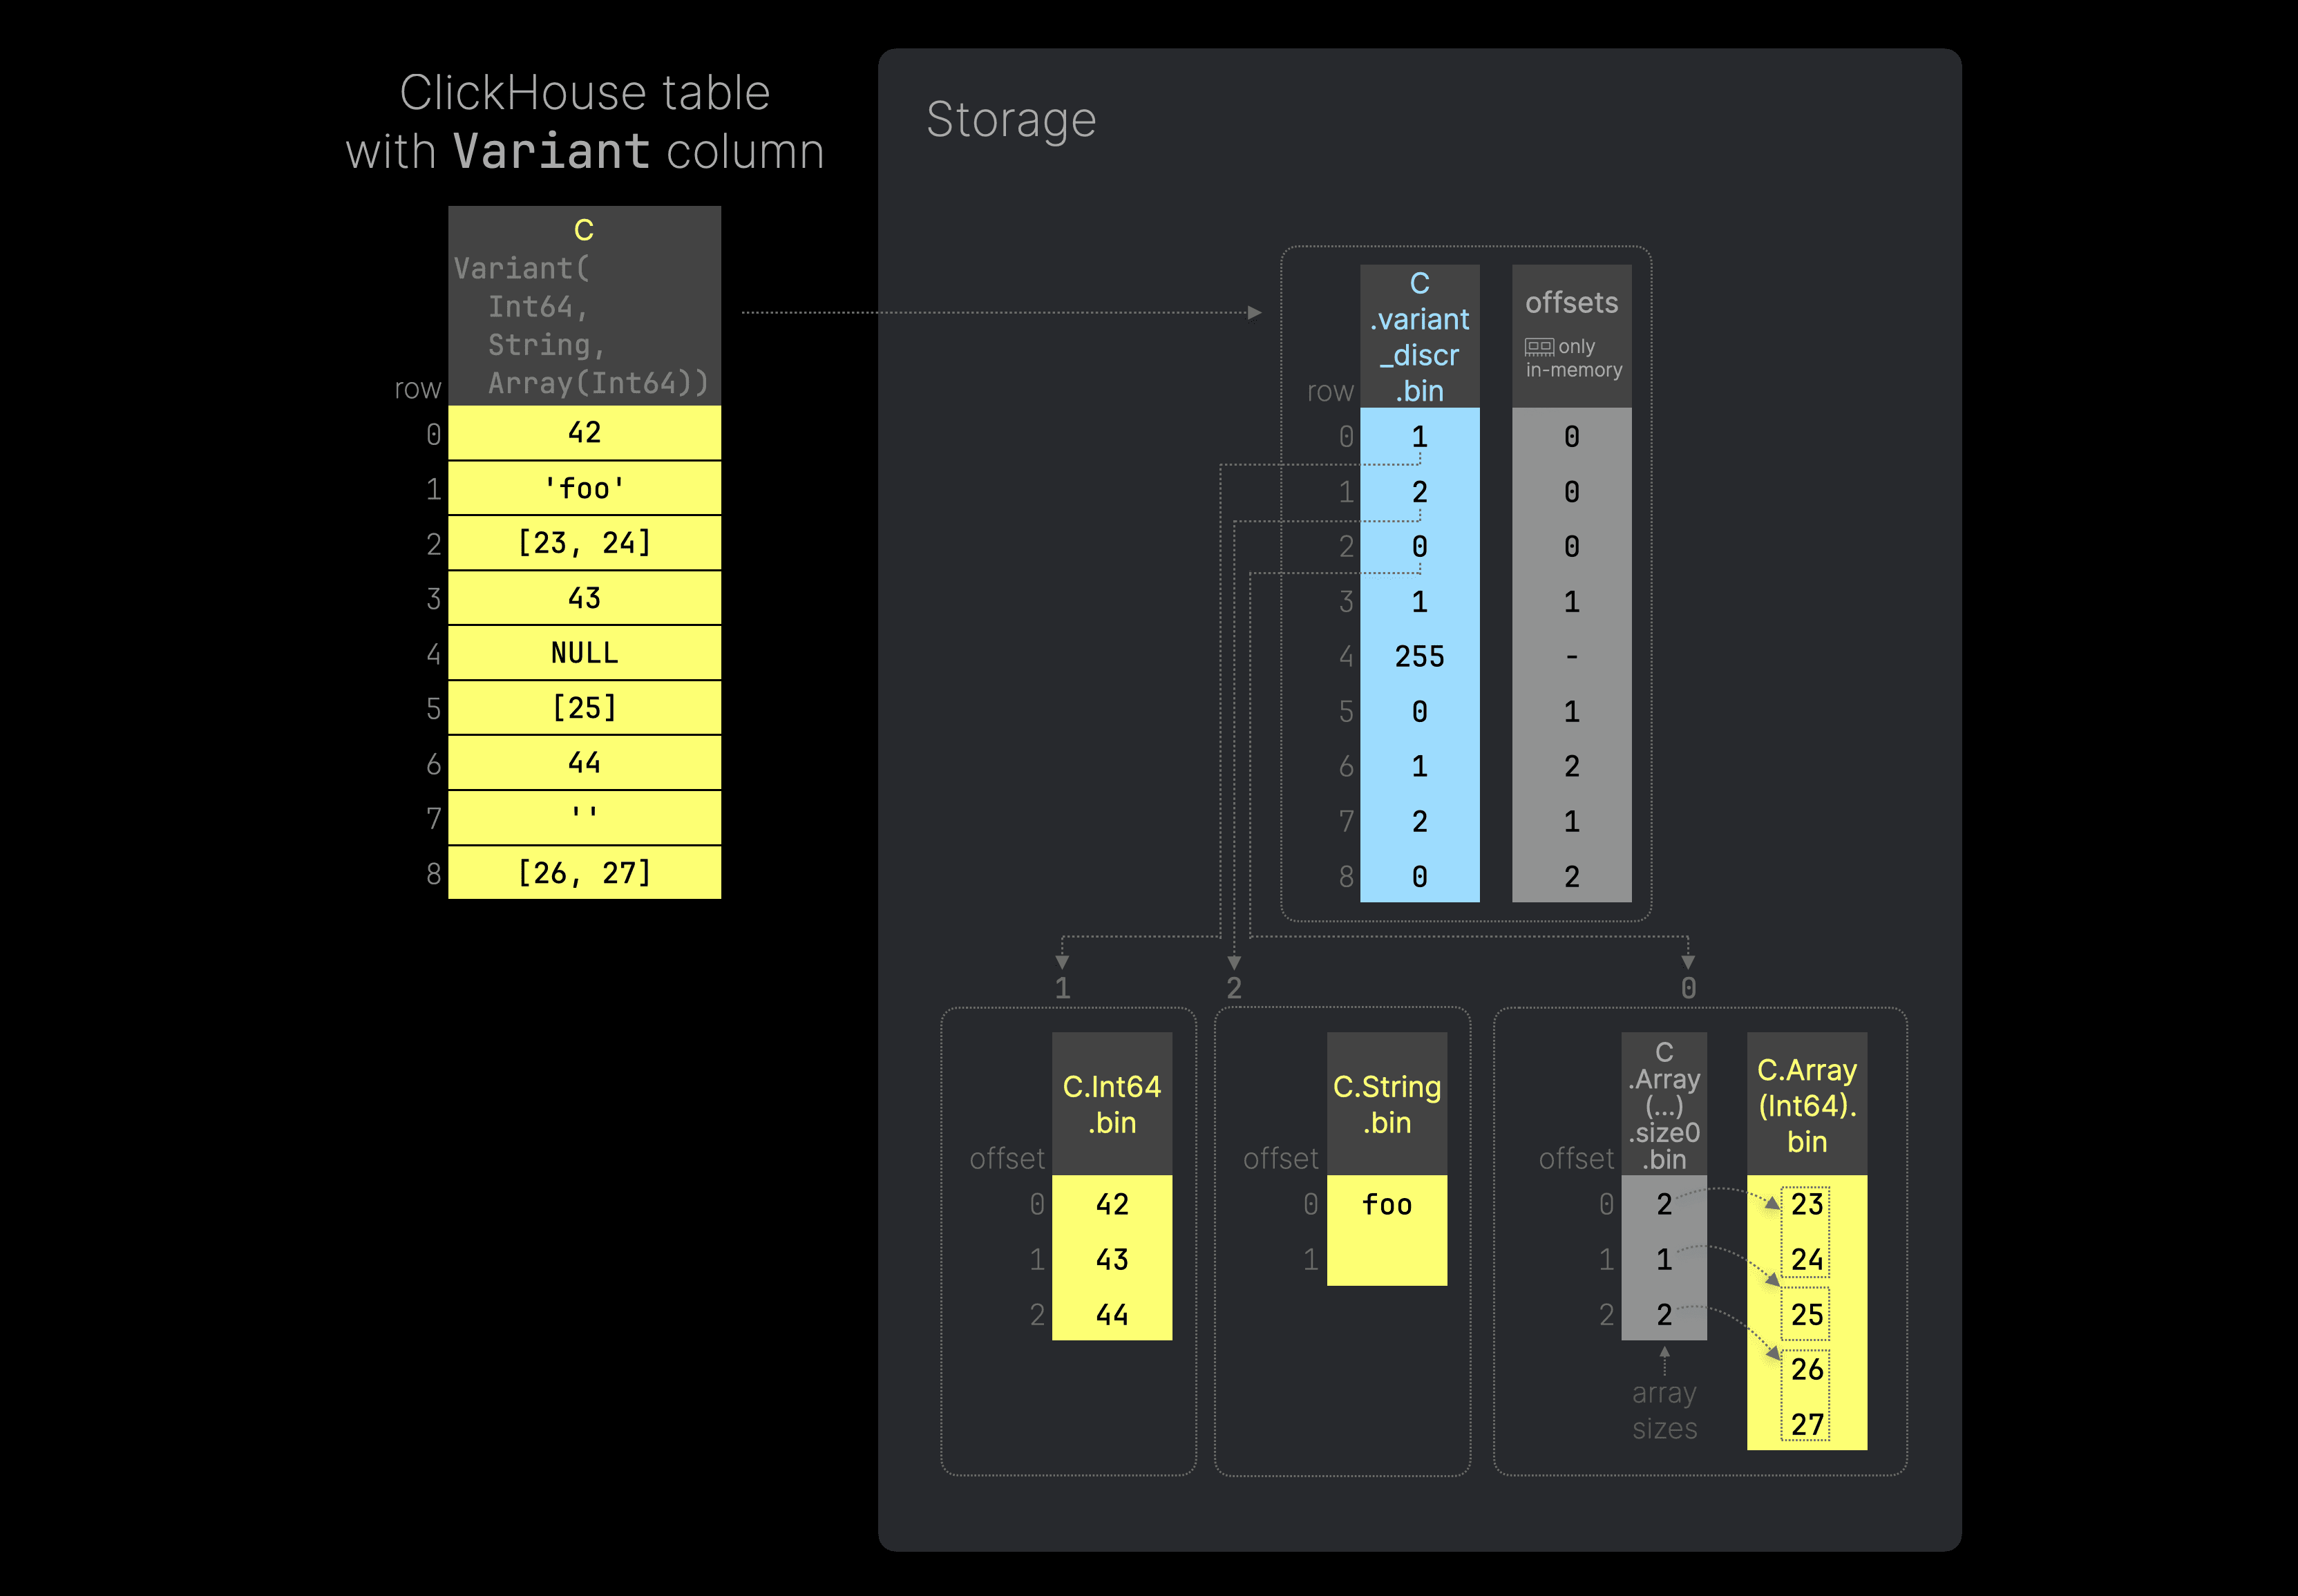 ClickHouse table
with Variant column
C
Variant(
Int64,
String,
Array(Int64))
row
0 42
1 'foo'
2 [23, 24]
3 43
4 NULL
5 [25]
6 44
7 ''
8 [26, 27]
Storage
C
.variant
_discr
.bin
offsets
only
in-memory
row
0 1 0
1 2 0
2 0 0
3 1 1
4 255 -
5 0 1
6 1 2
7 2 1
8 0 2
1
2
0
C.Int64
.bin
offset
0 42
1 43
2 44
C.String
.bin
offset
0 foo
1
C
.Array
(...)
.size0
.bin
C.Array
(Int64).
bin
offset
0 2 23
1 1 24
2 2 25
26
27
array
sizes